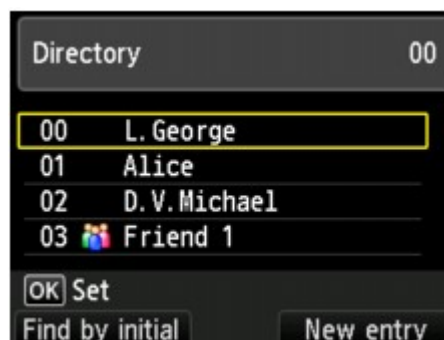 Directory 00
00 L. George
01 Alice
02 D. V. Michael
03 Friend 1
OK Set
Find by initial New entry